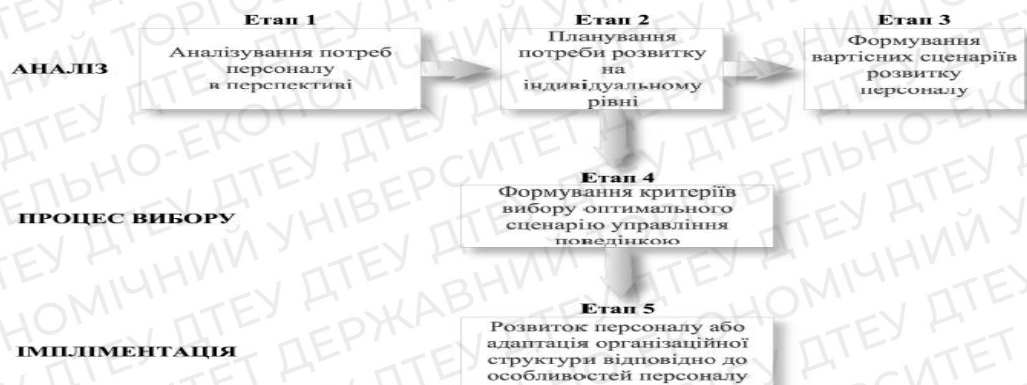 Етап 1
Аналізування потреб
персоналу
в перспективі
Етап 2
Планування
потреби розвитку
на
індивідуальному
рівні
Етап 3
Формування
вартісних сценаріїв
розвитку
персоналу
АНАЛІЗ
Етап 4
Формування критеріїв
вибору оптимального
сценарію управління
поведінкою
ПРОЦЕС ВИБОРУ
Етап 5
Розвиток персоналу або
адаптація організаційної
структури відповідно до
особливостей персоналу
ІМПЛІМЕНТАЦІЯ